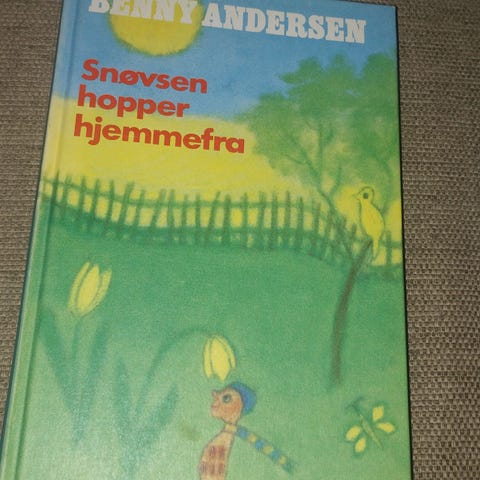 BENNY ANDERSEN
Snøvsen
hopper
hjemmefra